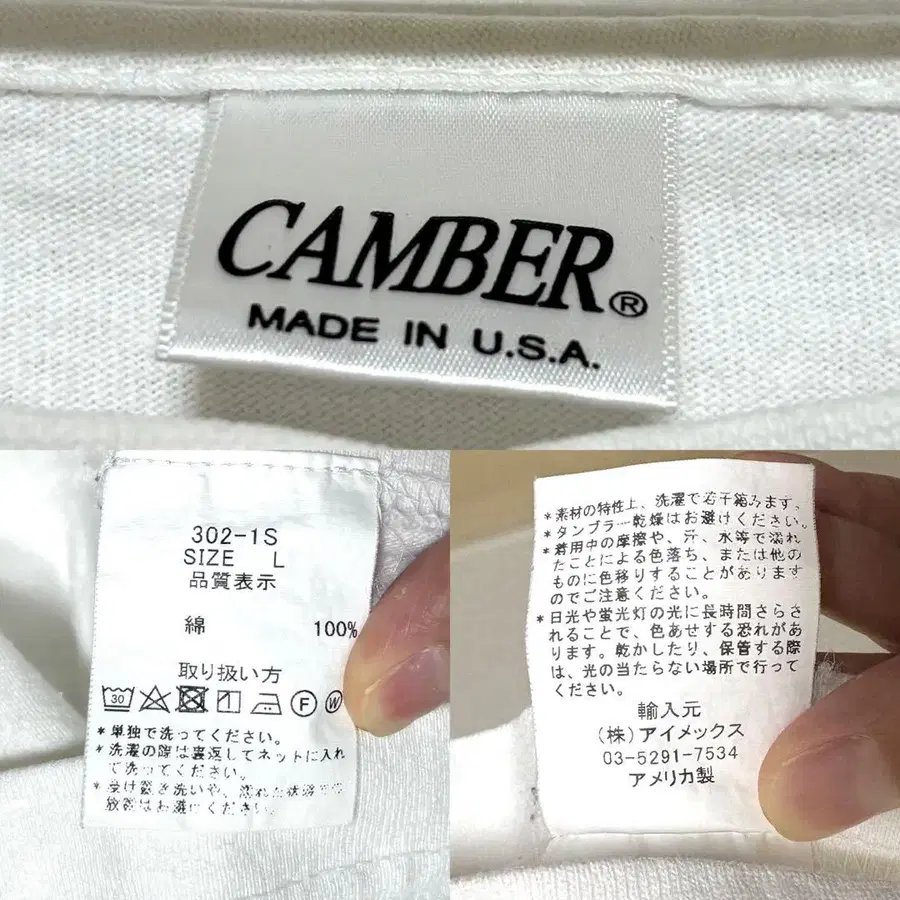 CAMBER®
MADE IN U.S.A.
302-1S
SIZE L
品質表示
綿 100%
取り扱い方
30
F W
*単独で洗ってください。
*洗濯の際は裏返してネットに入れ
て洗ってください。
放置はお避けください。
*素材の特性上、洗濯で若干縮みます。
*タンブラー乾燥はお避けください。
*着用中の摩擦や、汗、水等で濡れ
たことによる色落ち、または他の
ものに色移りすることがあります
のでご注意ください。
*日光や蛍光灯の光に長時間さらさ
れることで、色あせする恐れがあ
ります。乾かしたり、保管する際
は、光の当たらない場所で行って
ください。
輸入元
(株)アイメックス
03-5291-7534
アメリカ製